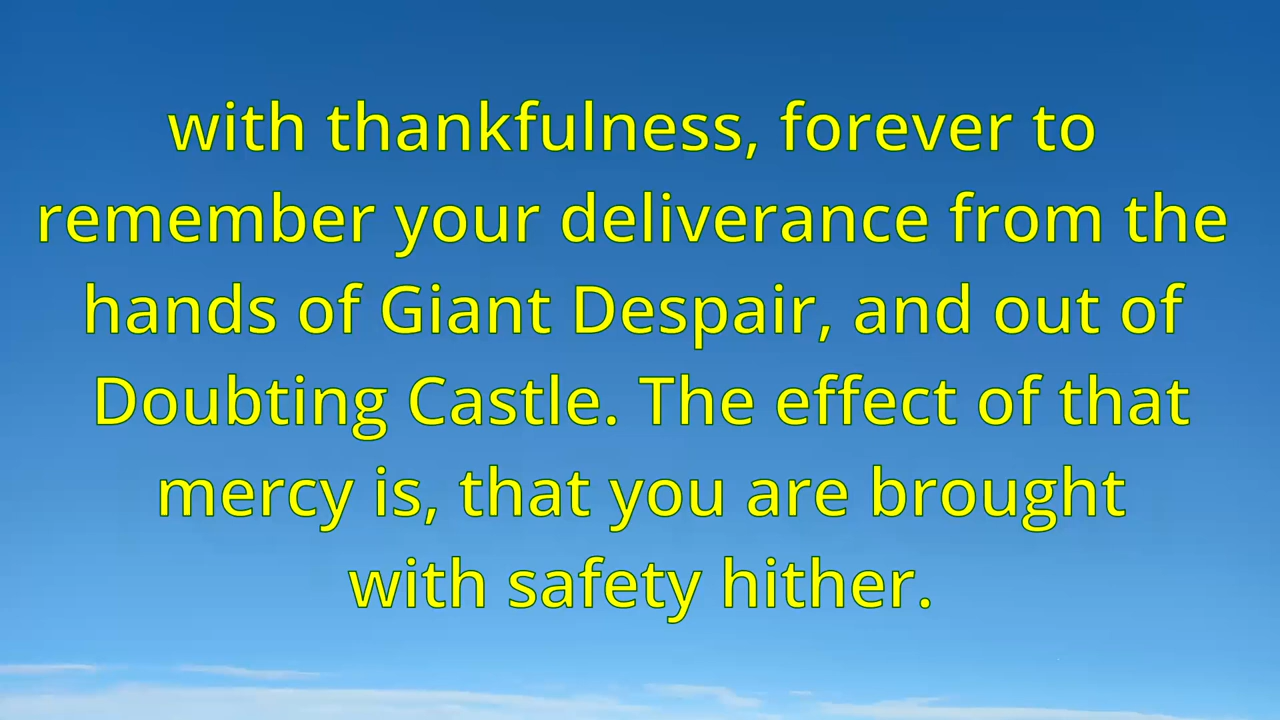 with thankfulness, forever to
remember your deliverance from the
hands of Giant Despair, and out of
Doubting Castle. The effect of that
mercy is, that you are brought
with safety hither.